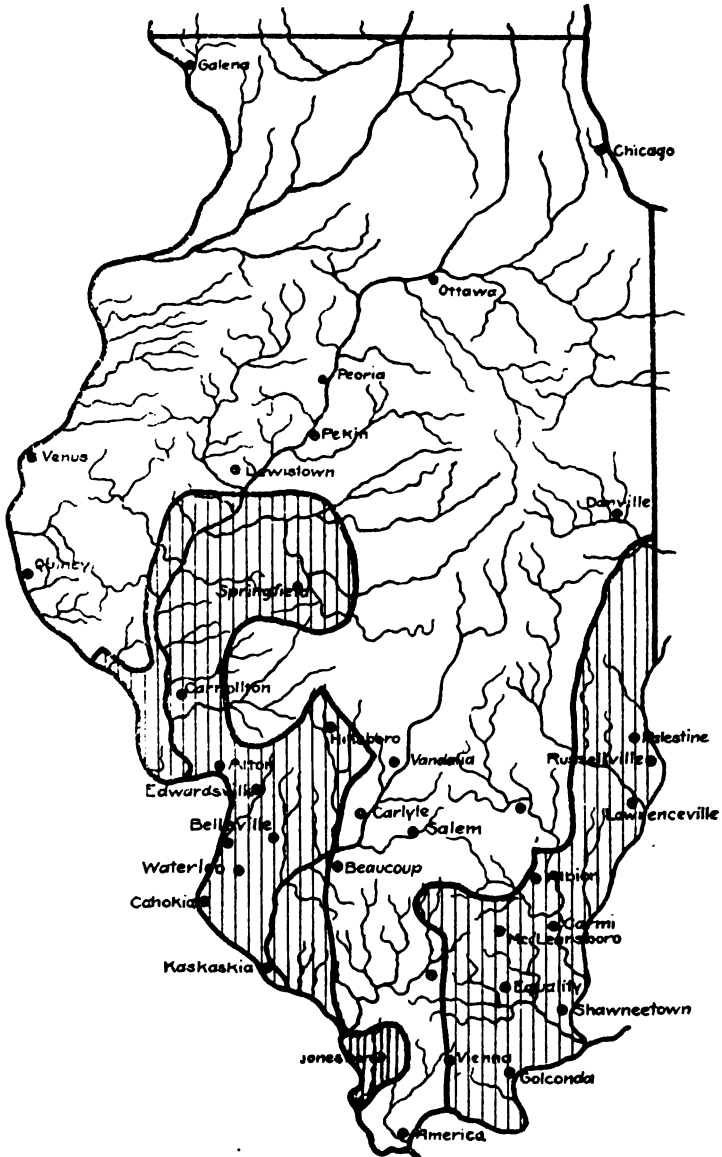 Galena
Chicago
Ottawa
Peoria
Pekin
Venus
Lewistown
Danville
Quincy
Springfield
Carrollton
Hillsboro
Palestine
Alton
Vandalia
Russellville
Edwardsville
Carlyle
Lawrenceville
Belleville
Salem
Waterloo
Beaucoup
Albion
Cahokia
Carmi
McLeansboro
Kaskaskia
Equality
Shawneetown
Jonesboro
Vienna
Golconda
America